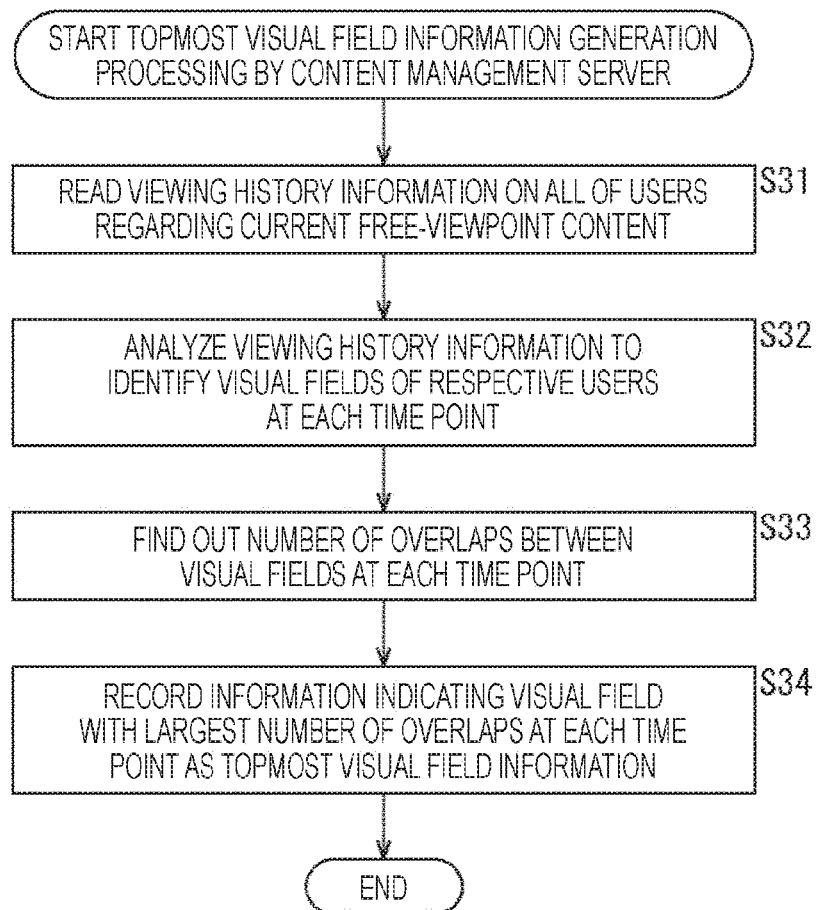 START TOPMOST VISUAL FIELD INFORMATION GENERATION
PROCESSING BY CONTENT MANAGEMENT SERVER
S31
READ VIEWING HISTORY INFORMATION ON ALL OF USERS
REGARDING CURRENT FREE-VIEWPOINT CONTENT
S32
ANALYZE VIEWING HISTORY INFORMATION TO
IDENTIFY VISUAL FIELDS OF RESPECTIVE USERS
AT EACH TIME POINT
S33
FIND OUT NUMBER OF OVERLAPS BETWEEN
VISUAL FIELDS AT EACH TIME POINT
S34
RECORD INFORMATION INDICATING VISUAL FIELD
WITH LARGEST NUMBER OF OVERLAPS AT EACH TIME
POINT AS TOPMOST VISUAL FIELD INFORMATION
END